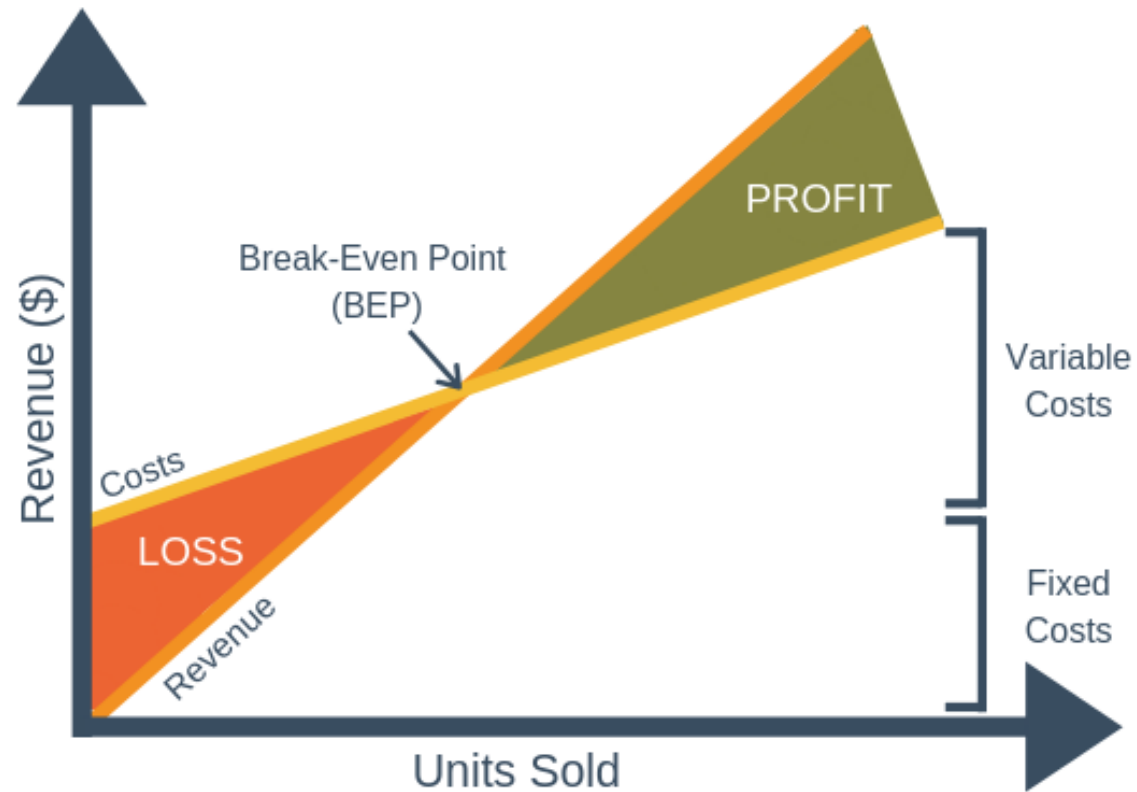 PROFIT
Break-Even Point
(BEP)
Revenue ($)
Variable
Costs
Costs
LOSS
Revenue
Fixed
Costs
Units Sold